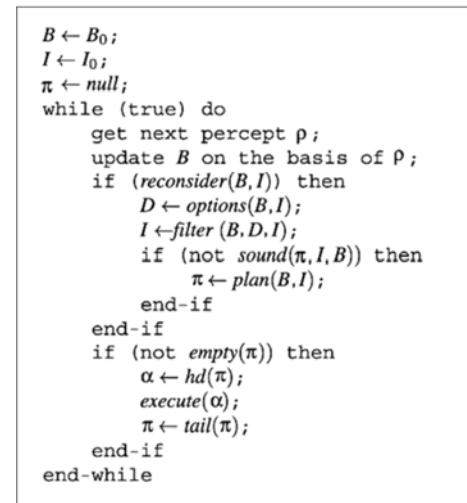 B ← B₀;
I ← I₀;
π ← null;
while (true) do
get next percept ρ;
update B on the basis of ρ;
if (reconsider(B,I)) then
D ← options(B,I);
I ←filter (B,D,I);
if (not sound(π,I,B)) then
π ← plan(B,I);
end-if
end-if
if (not empty(π)) then
α ← hd(π);
execute(α);
π ← tail(π);
end-if
end-while